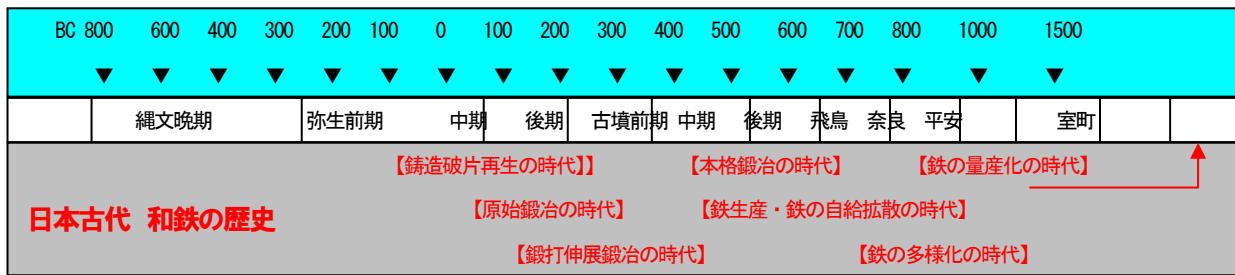 BC 800 600 400 300 200 100 0 100 200 300 400 500 600 700 800 1000 1500
縄文晩期 弥生前期 中期 後期 古墳前期 中期 後期 飛鳥 奈良 平安 室町
【鋳造破片再生の時代】】 【本格鍛冶の時代】 【鉄の量産化の時代】
日本古代 和鉄の歴史
【原始鍛冶の時代】 【鉄生産・鉄の自給拡散の時代】
【鍛打伸展鍛冶の時代】 【鉄の多様化の時代】